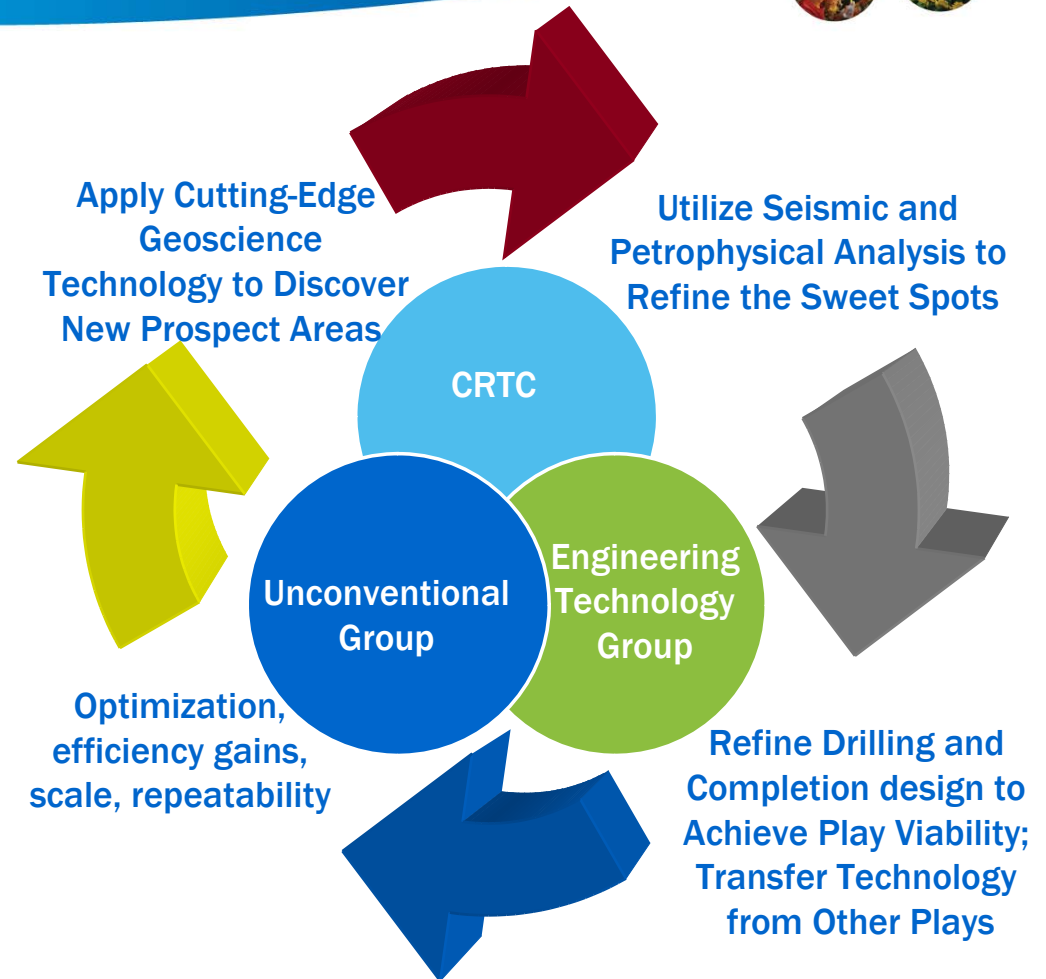 Apply Cutting-Edge
Geoscience
Technology to Discover
New Prospect Areas
Utilize Seismic and
Petrophysical Analysis to
Refine the Sweet Spots
CRTC
Unconventional
Group
Engineering
Technology
Group
Optimization,
efficiency gains,
scale, repeatability
Refine Drilling and
Completion design to
Achieve Play Viability;
Transfer Technology
from Other Plays